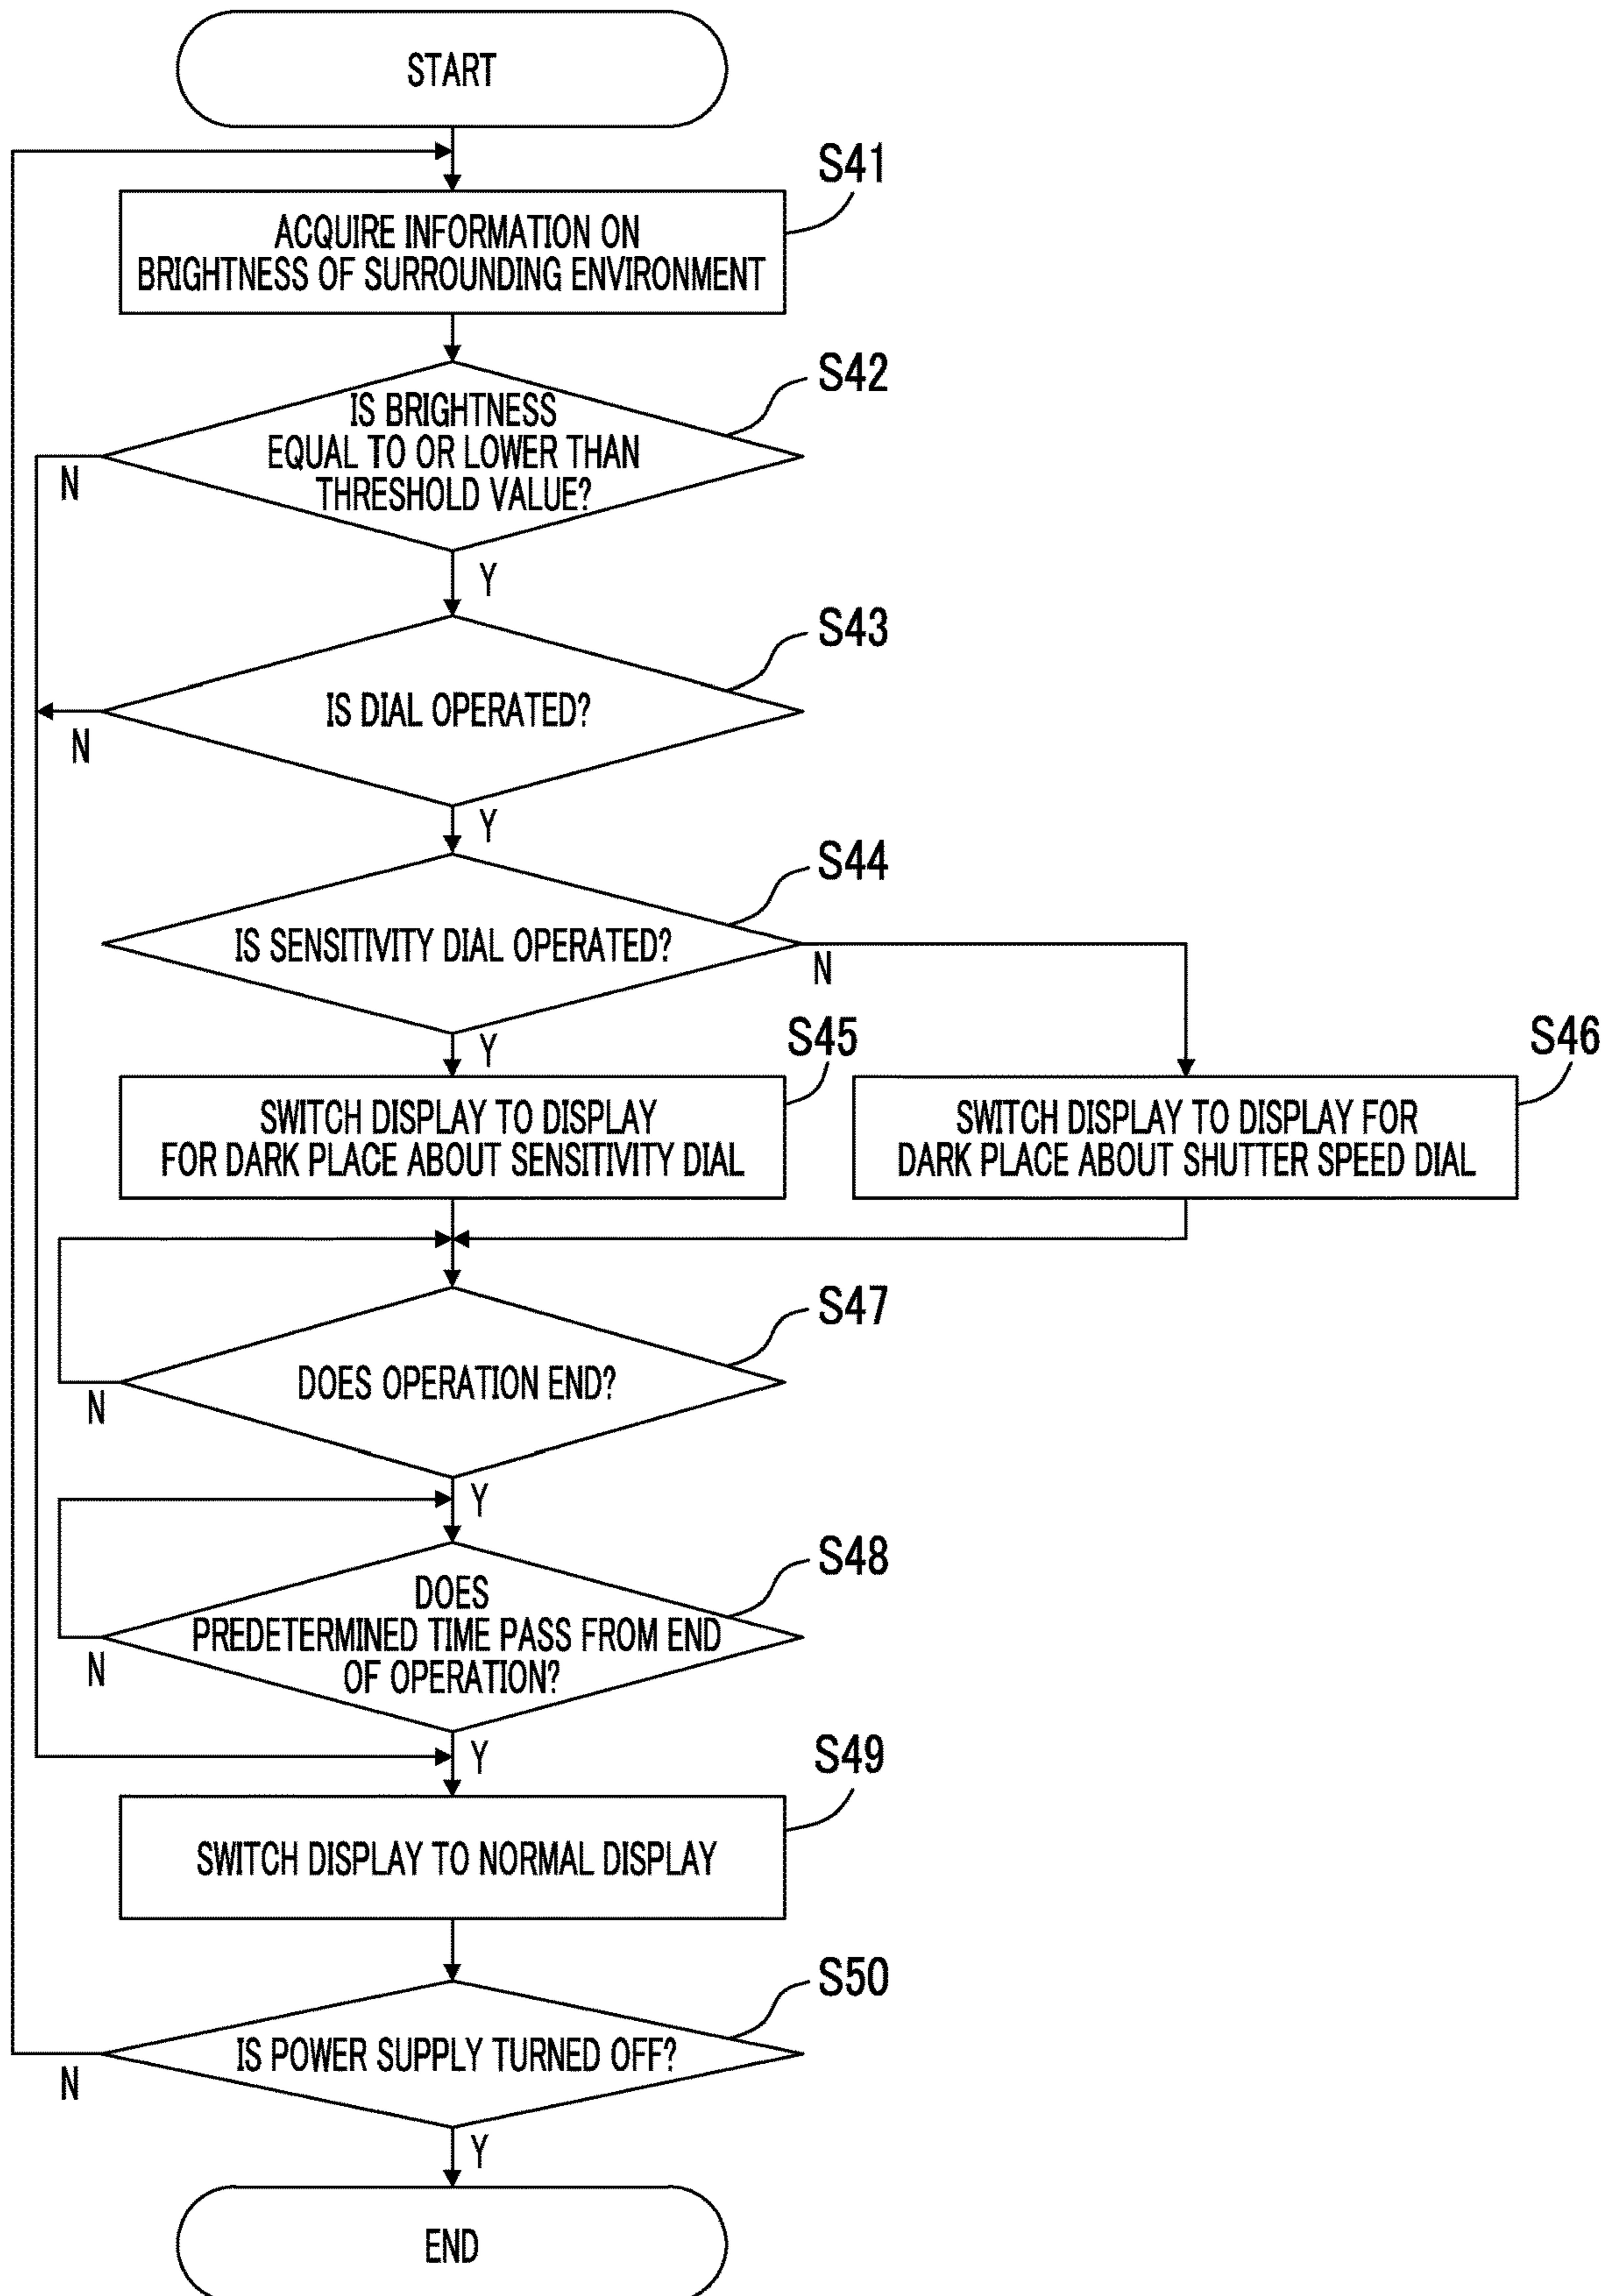 START
S41
ACQUIRE INFORMATION ON
BRIGHTNESS OF SURROUNDING ENVIRONMENT
S42
IS BRIGHTNESS
EQUAL TO OR LOWER THAN
THRESHOLD VALUE?
N
Y
S43
IS DIAL OPERATED?
N
Y
S44
IS SENSITIVITY DIAL OPERATED?
N
Y
S45
SWITCH DISPLAY TO DISPLAY
FOR DARK PLACE ABOUT SENSITIVITY DIAL
S46
SWITCH DISPLAY TO DISPLAY FOR
DARK PLACE ABOUT SHUTTER SPEED DIAL
S47
DOES OPERATION END?
N
Y
S48
DOES
PREDETERMINED TIME PASS FROM END
OF OPERATION?
N
Y
S49
SWITCH DISPLAY TO NORMAL DISPLAY
S50
IS POWER SUPPLY TURNED OFF?
N
Y
END